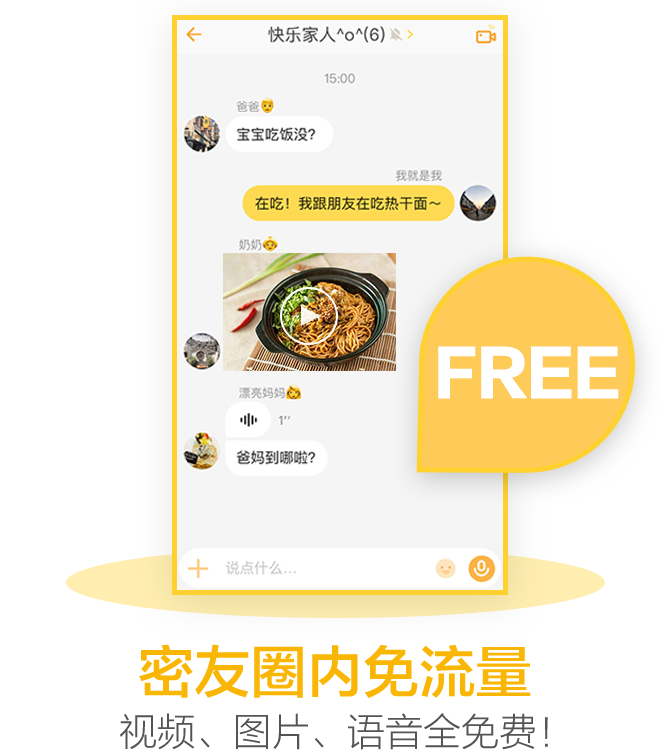 快乐家人^o^(6)
15:00
爸爸
宝宝吃饭没?
我就是我
在吃！我跟朋友在吃热干面～
奶奶
FREE
漂亮妈妈
1’’
爸妈到哪啦?
说点什么...
密友圈内免流量
视频、图片、语音全免费！